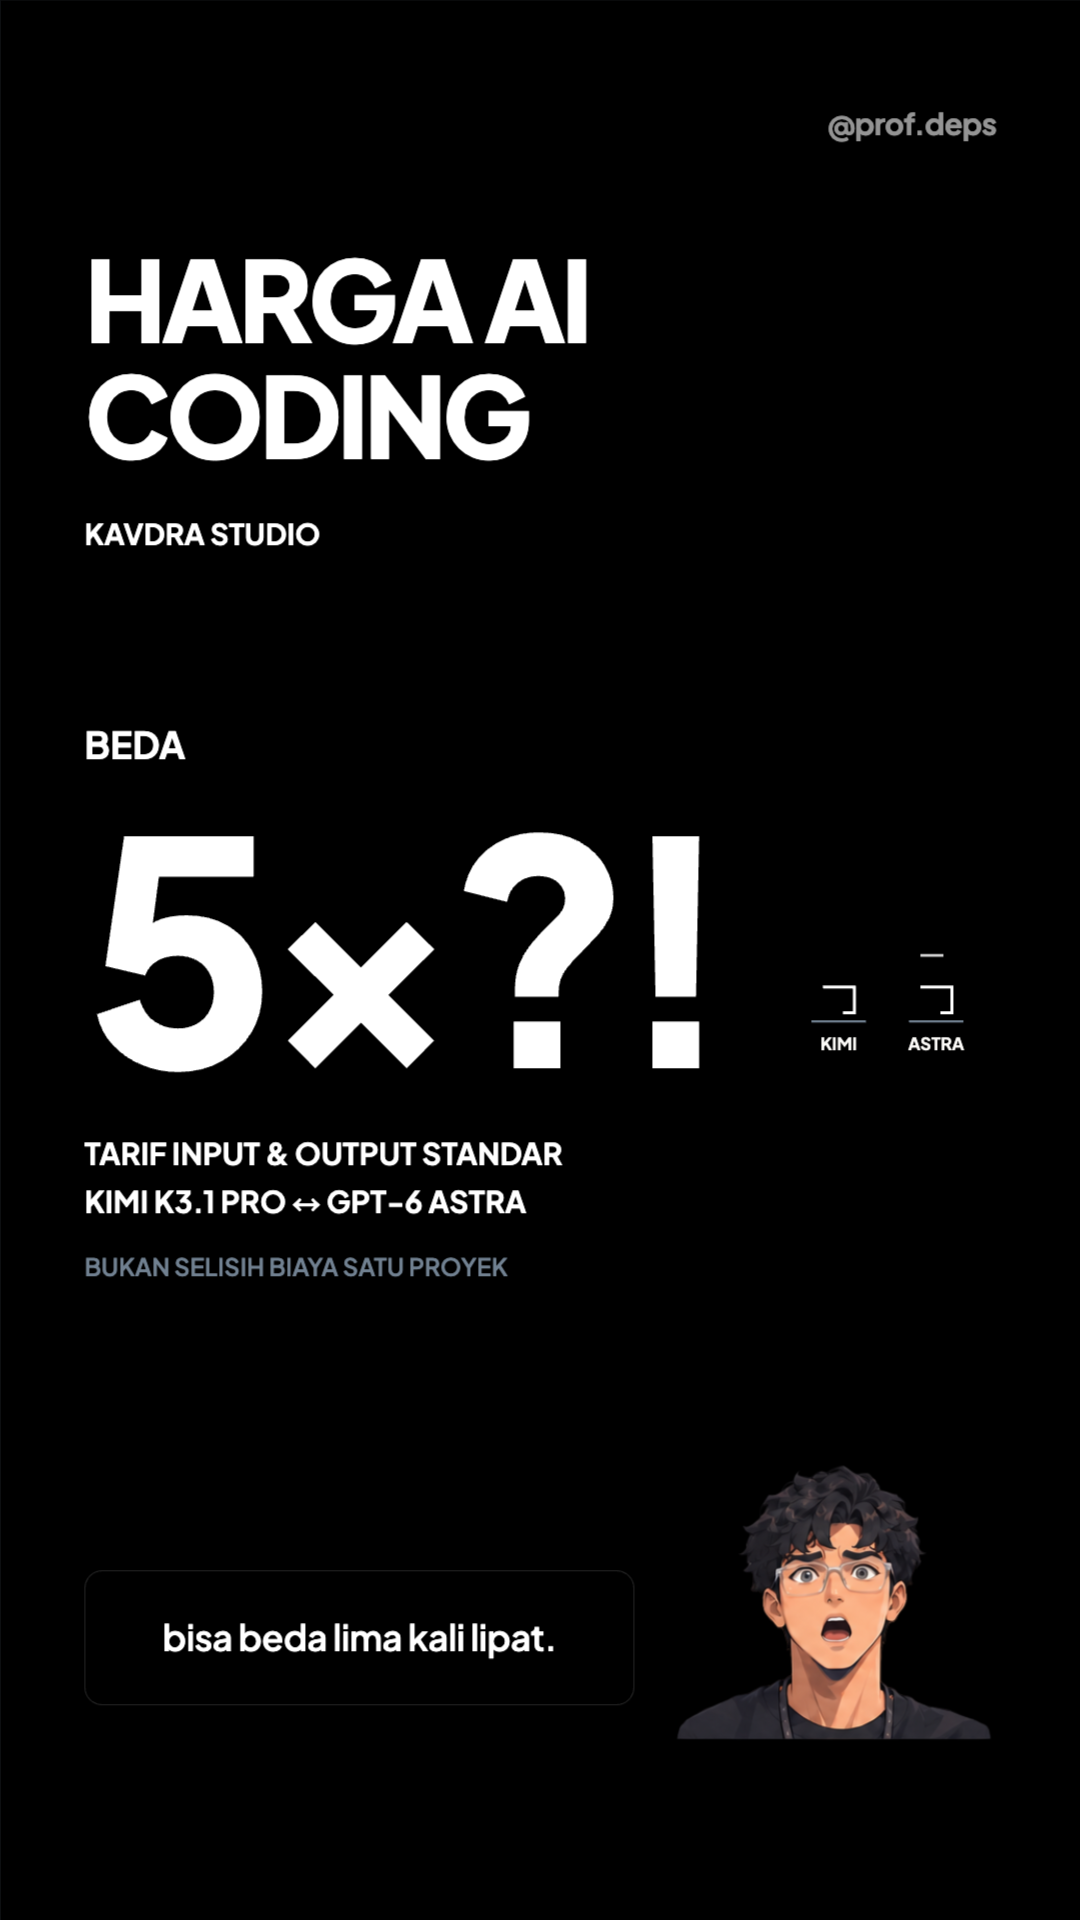 @prof.deps
HARGA AI
CODING
KAVDRA STUDIO
BEDA
5×?!
KIMI
ASTRA
TARIF INPUT & OUTPUT STANDAR
KIMI K3.1 PRO ↔ GPT-6 ASTRA
BUKAN SELISIH BIAYA SATU PROYEK
bisa beda lima kali lipat.